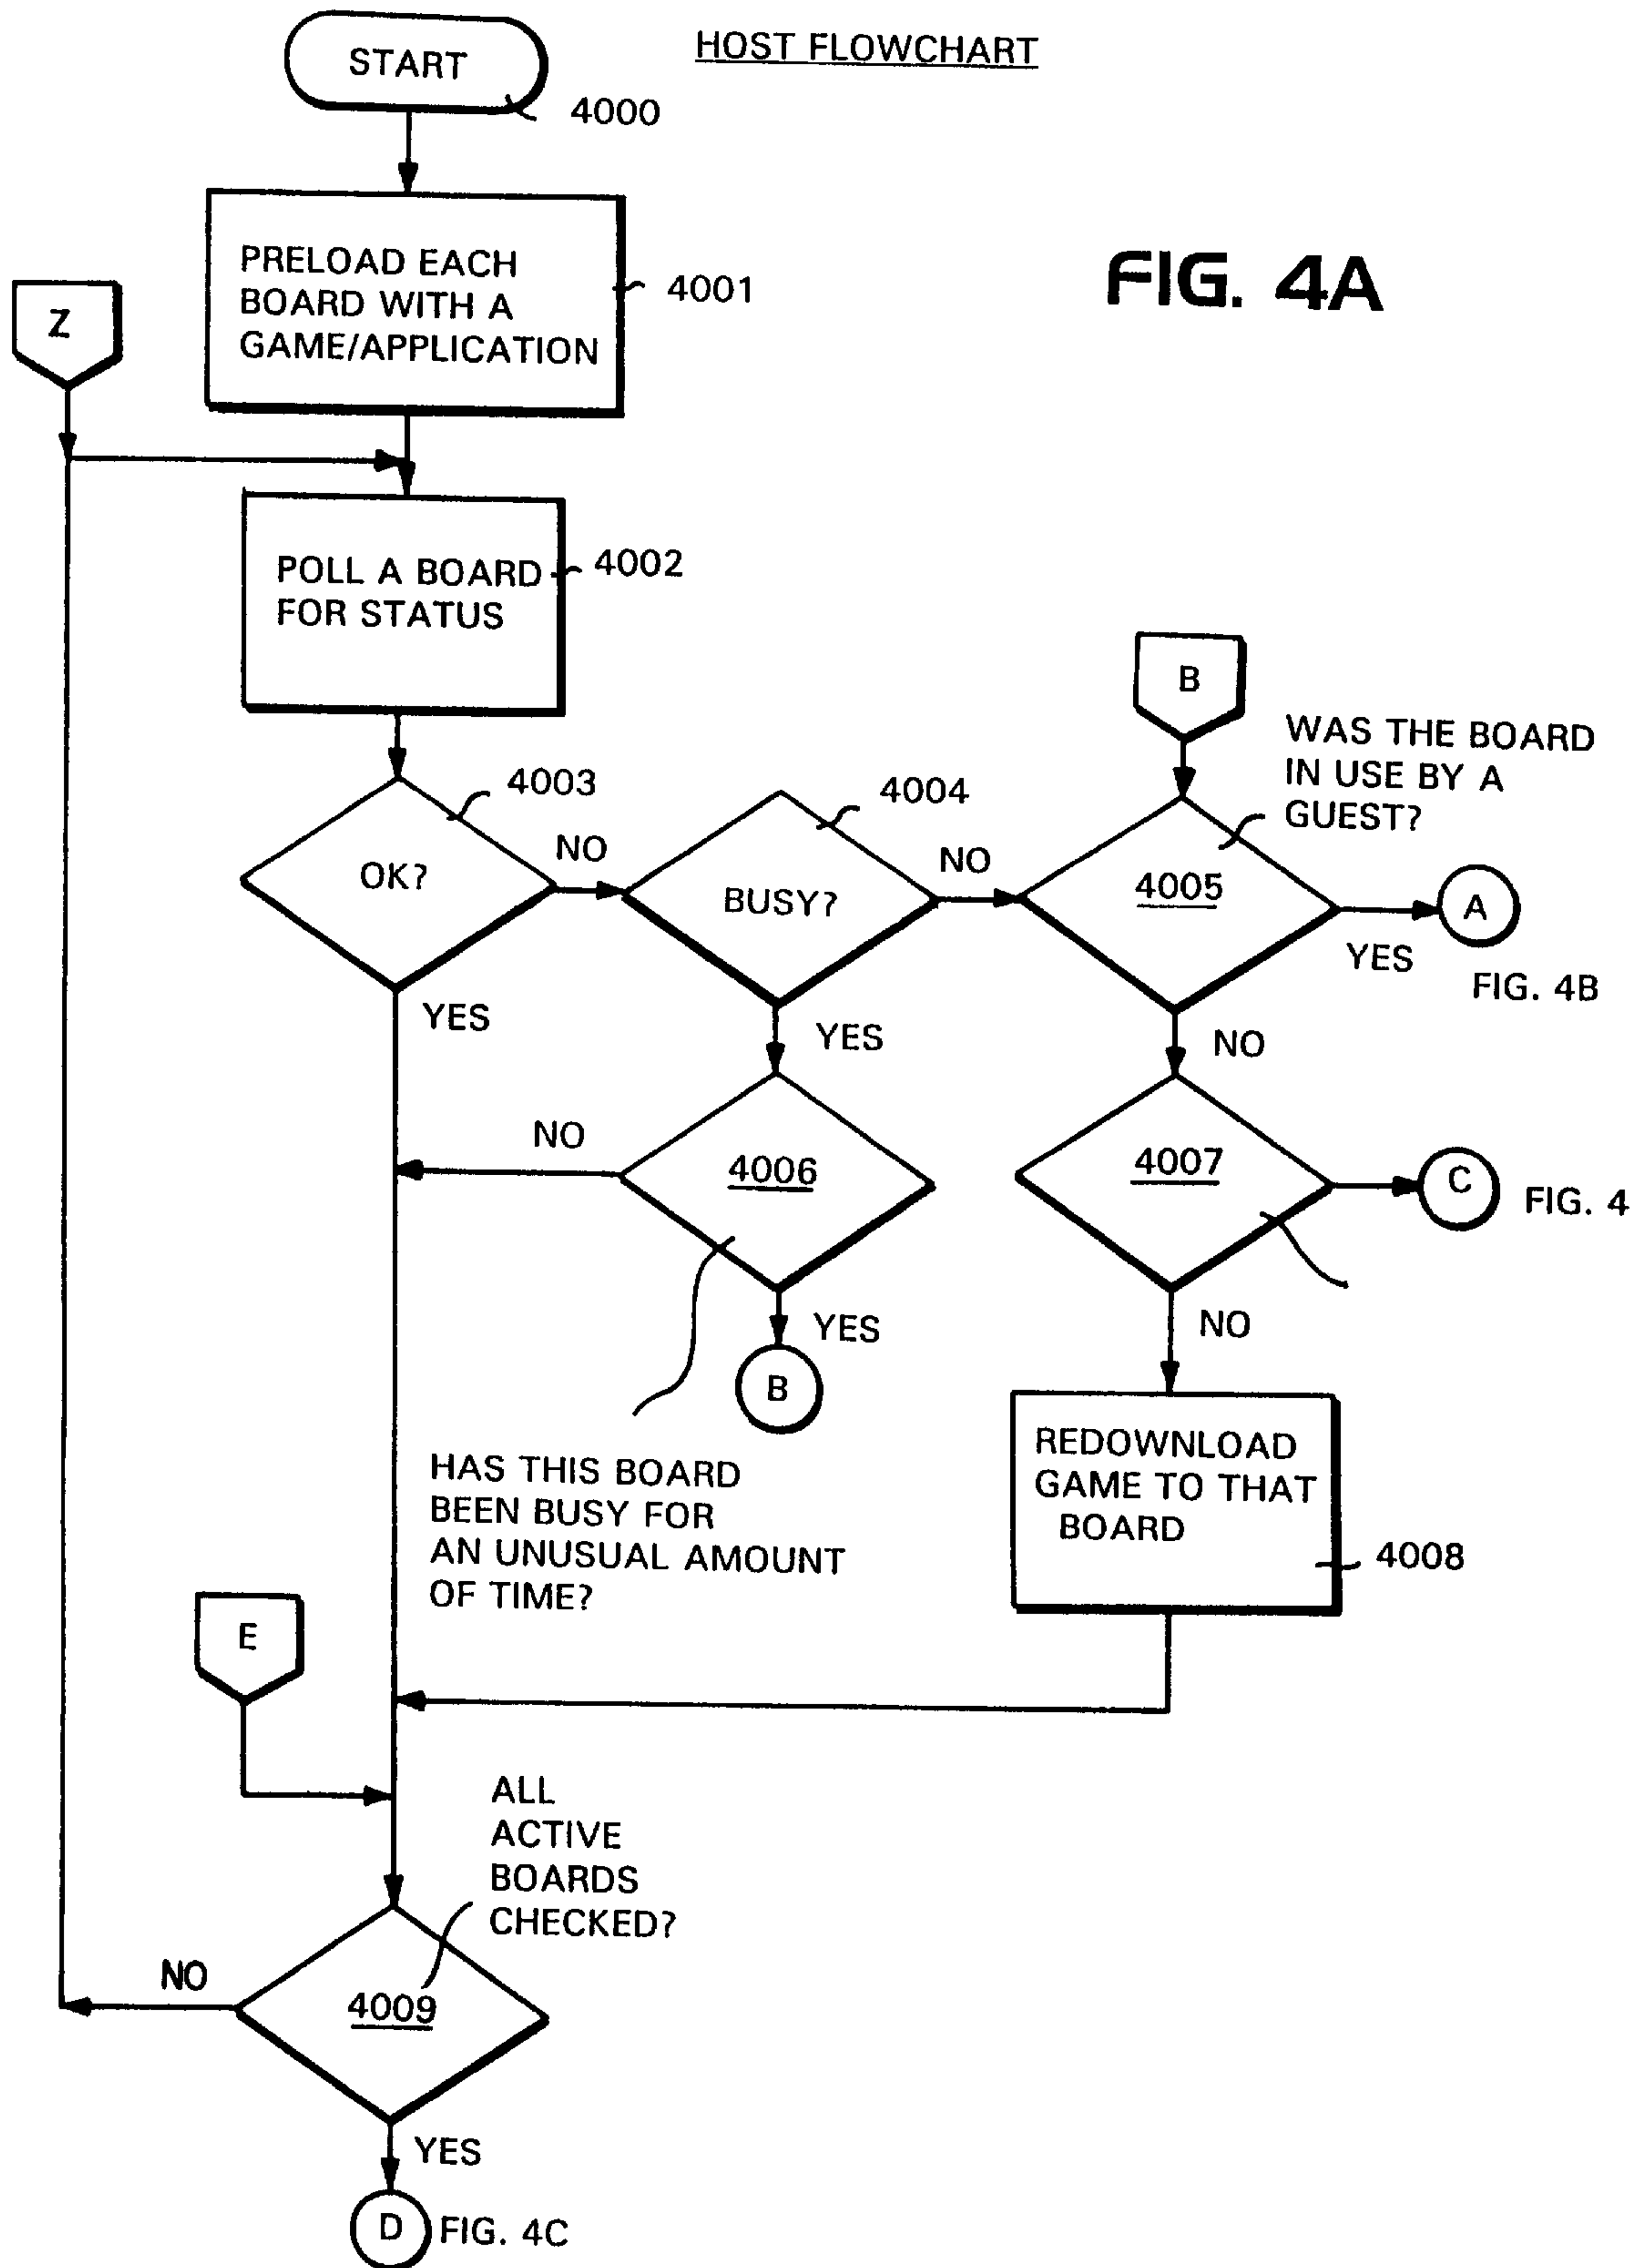 HOST FLOWCHART
START
4000
PRELOAD EACH
BOARD WITH A
GAME/APPLICATION
4001
FIG. 4A
Z
POLL A BOARD
FOR STATUS
4002
B
WAS THE BOARD
IN USE BY A
GUEST?
4003
OK?
NO
4004
BUSY?
NO
4005
A
YES
FIG. 4B
YES
YES
NO
NO
4006
4007
C
FIG. 4
YES
B
NO
HAS THIS BOARD
BEEN BUSY FOR
AN UNUSUAL AMOUNT
OF TIME?
REDOWNLOAD
GAME TO THAT
BOARD
4008
E
ALL
ACTIVE
BOARDS
CHECKED?
NO
4009
YES
D
FIG. 4C